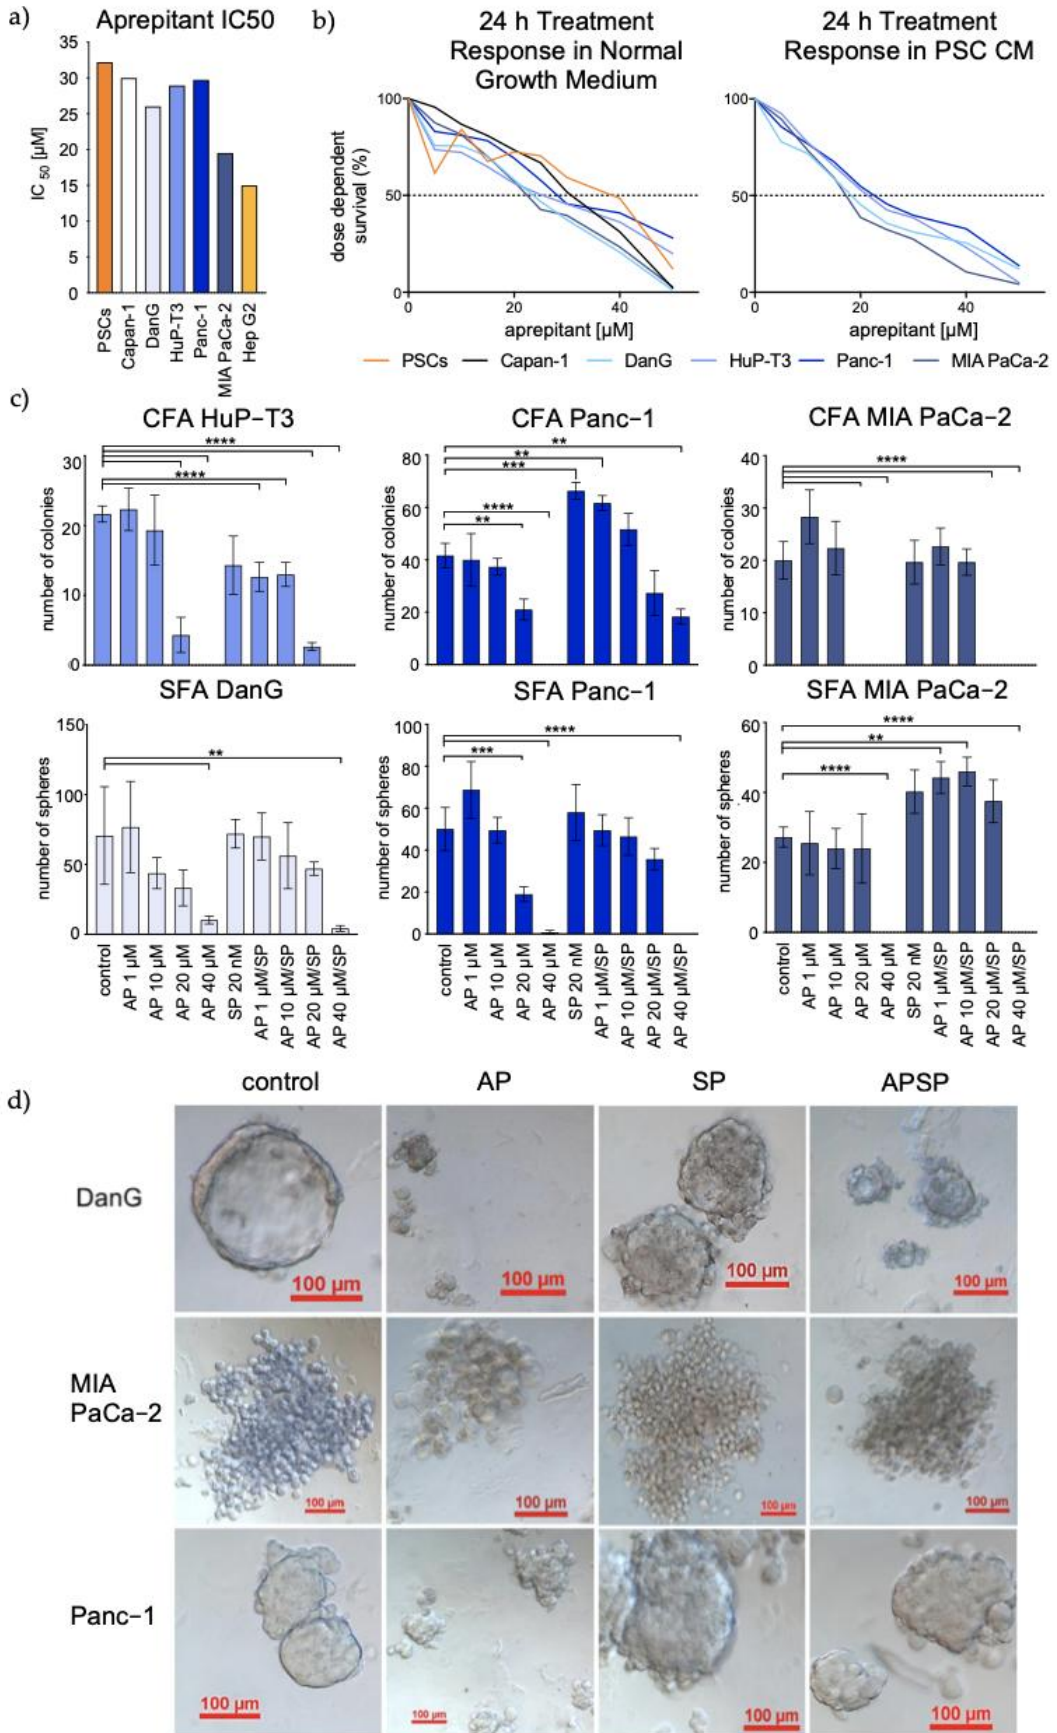 a)
Aprepitant IC50
IC 50 [µM]
35
30
25
20
15
10
5
0
PSCs
Capan-1
DanG
HuP-T3
Panc-1
MIA PaCa-2
Hep G2
b)
24 h Treatment
Response in Normal
Growth Medium
dose dependent
survival (%)
100
50
0
20
40
aprepitant [µM]
24 h Treatment
Response in PSC CM
100
50
0
0
20
40
aprepitant [µM]
PSCs
Capan-1
DanG
HuP-T3
Panc-1
MIA PaCa-2
c)
CFA HuP-T3
number of colonies
30
20
10
0
****
****
CFA Panc-1
number of colonies
80
60
40
20
0
**
**
***
****
**
CFA MIA PaCa-2
number of colonies
40
30
20
10
0
****
SFA DanG
number of spheres
150
100
50
0
**
control
AP 1 µM
AP 10 µM
AP 20 µM
AP 40 µM
SP 20 nM
AP 1 µM/SP
AP 10 µM/SP
AP 20 µM/SP
AP 40 µM/SP
SFA Panc-1
number of spheres
100
80
60
40
20
0
****
***
control
AP 1 µM
AP 10 µM
AP 20 µM
AP 40 µM
SP 20 nM
AP 1 µM/SP
AP 10 µM/SP
AP 20 µM/SP
AP 40 µM/SP
SFA MIA PaCa-2
number of spheres
60
40
20
0
****
**
****
control
AP 1 µM
AP 10 µM
AP 20 µM
AP 40 µM
SP 20 nM
AP 1 µM/SP
AP 10 µM/SP
AP 20 µM/SP
AP 40 µM/SP
d)
control
AP
SP
APSP
DanG
100 µm
100 µm
100 µm
100 µm
MIA
PaCa-2
100 µm
100 µm
100 µm
100 µm
Panc-1
100 µm
100 µm
100 µm
100 µm